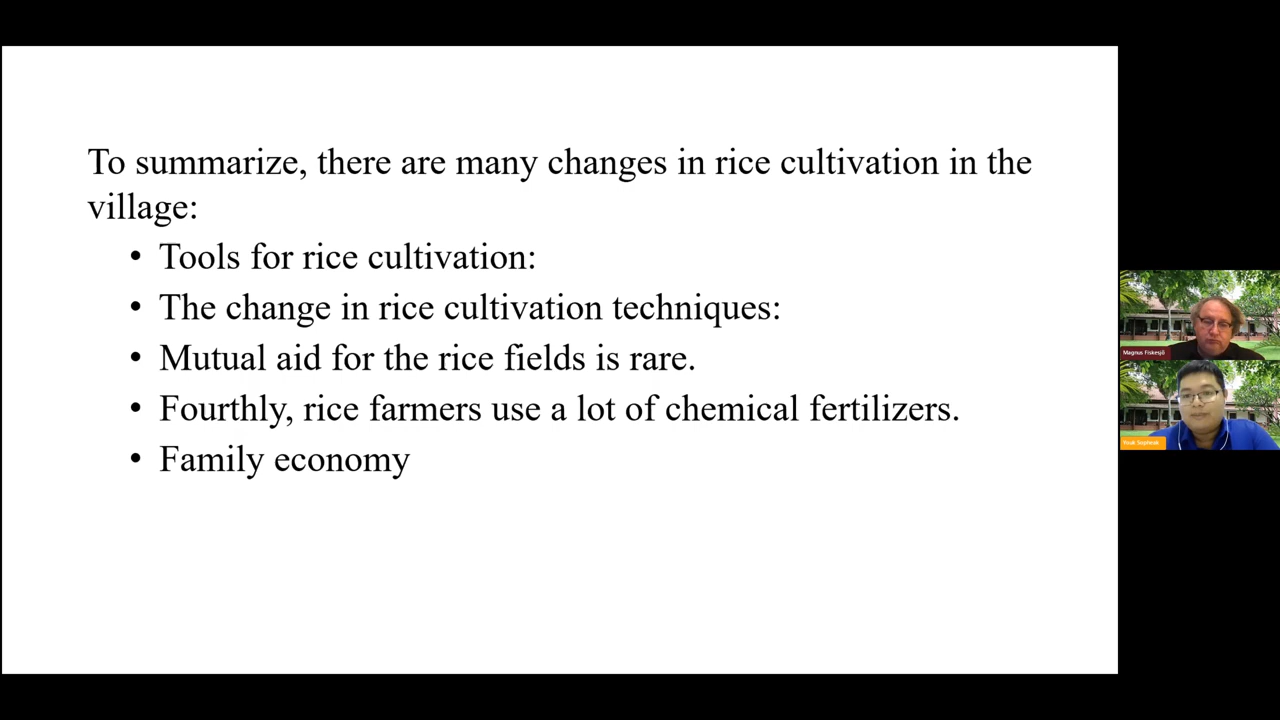 To summarize, there are many changes in rice cultivation in the
village:
• Tools for rice cultivation:
• The change in rice cultivation techniques:
• Mutual aid for the rice fields is rare.
• Fourthly, rice farmers use a lot of chemical fertilizers.
• Family economy
Magnus Fiskesjö
Youk Sopheak